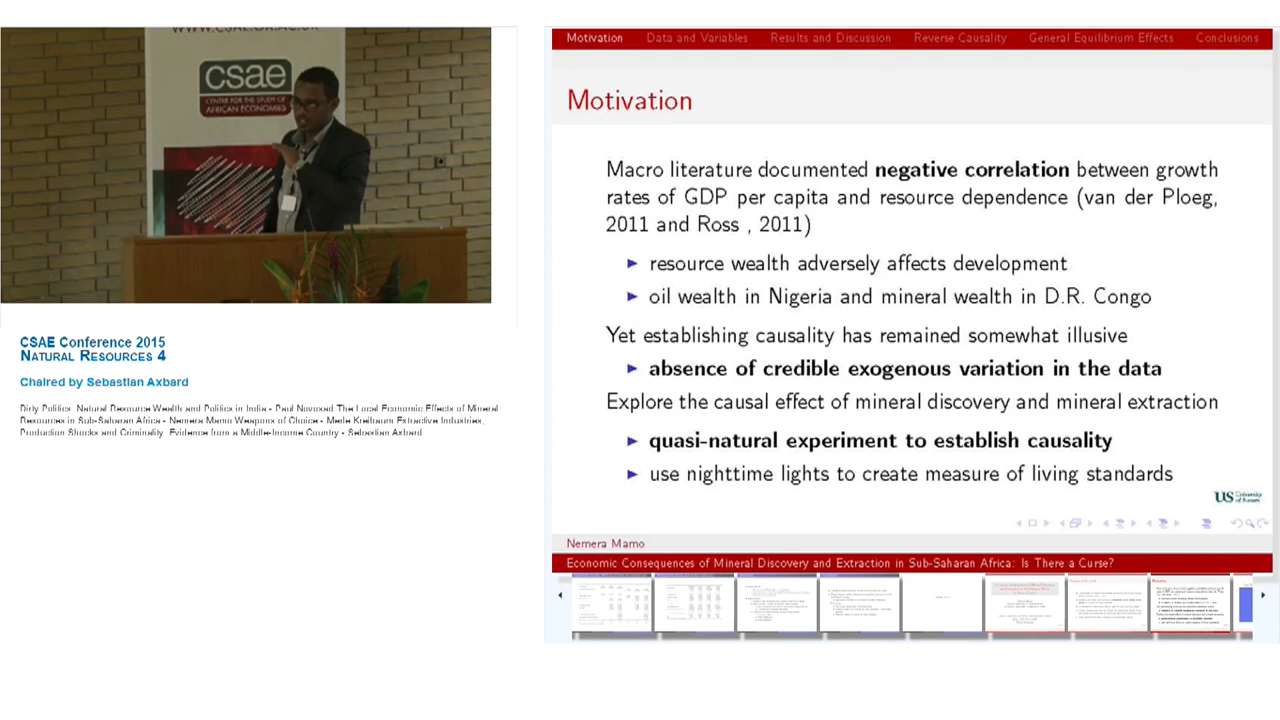 WWW.CSAE.OX.AC.UK
csae
CENTRE FOR THE STUDY OF
AFRICAN ECONOMIES
CSAE Conference 2015
NATURAL RESOURCES 4
Chaired by Sebastian Axbard
Dirty Politics: Natural Resource Wealth and Politics in India - Paul Novosad The Local Economic Effects of Mineral
Resources in Sub-Saharan Africa - Nemera Mamo Weapons of Choice - Merle Kreibaum Extractive Industries,
Production Shocks and Criminality: Evidence from a Middle-Income Country - Sebastian Axbard
Motivation Data and Variables Results and Discussion Reverse Causality General Equilibrium Effects Conclusions
Motivation
Macro literature documented negative correlation between growth
rates of GDP per capita and resource dependence (van der Ploeg,
2011 and Ross , 2011)
► resource wealth adversely affects development
► oil wealth in Nigeria and mineral wealth in D.R. Congo
Yet establishing causality has remained somewhat illusive
► absence of credible exogenous variation in the data
Explore the causal effect of mineral discovery and mineral extraction
► quasi-natural experiment to establish causality
► use nighttime lights to create measure of living standards
US University
of Sussex
Nemera Mamo
Economic Consequences of Mineral Discovery and Extraction in Sub-Saharan Africa: Is There a Curse?